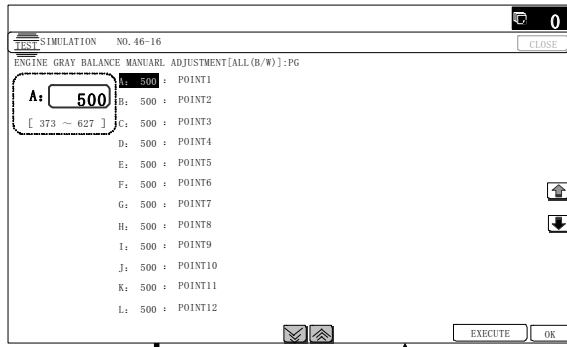 0
TEST SIMULATION NO.46-16
CLOSE
ENGINE GRAY BALANCE MANUARL ADJUSTMENT[ALL(B/W)]:PG
A: 500
[ 373 ~ 627 ]
A: 500 : POINT1
B: 500 : POINT2
C: 500 : POINT3
D: 500 : POINT4
E: 500 : POINT5
F: 500 : POINT6
G: 500 : POINT7
H: 500 : POINT8
I: 500 : POINT9
J: 500 : POINT10
K: 500 : POINT11
L: 500 : POINT12
EXECUTE
OK